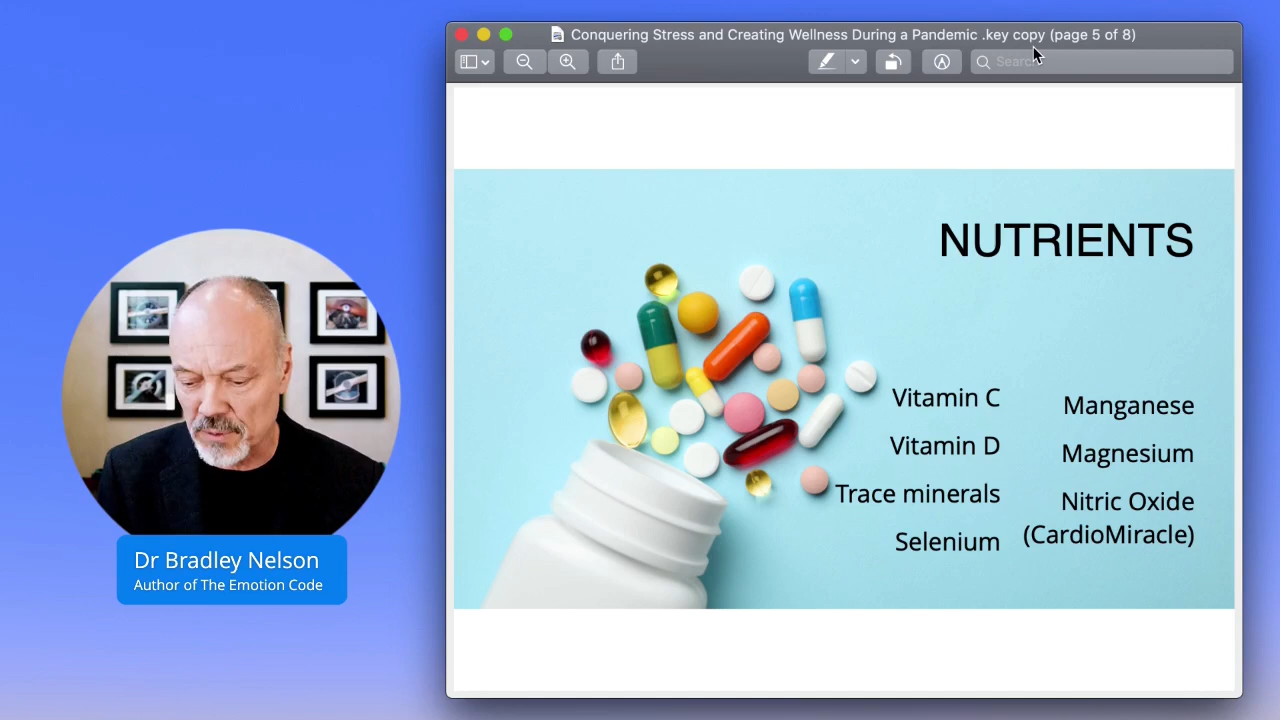 Conquering Stress and Creating Wellness During a Pandemic .key copy (page 5 of 8)
Search
NUTRIENTS
Vitamin C
Vitamin D
Trace minerals
Selenium
Manganese
Magnesium
Nitric Oxide
(CardioMiracle)
Dr Bradley Nelson
Author of The Emotion Code